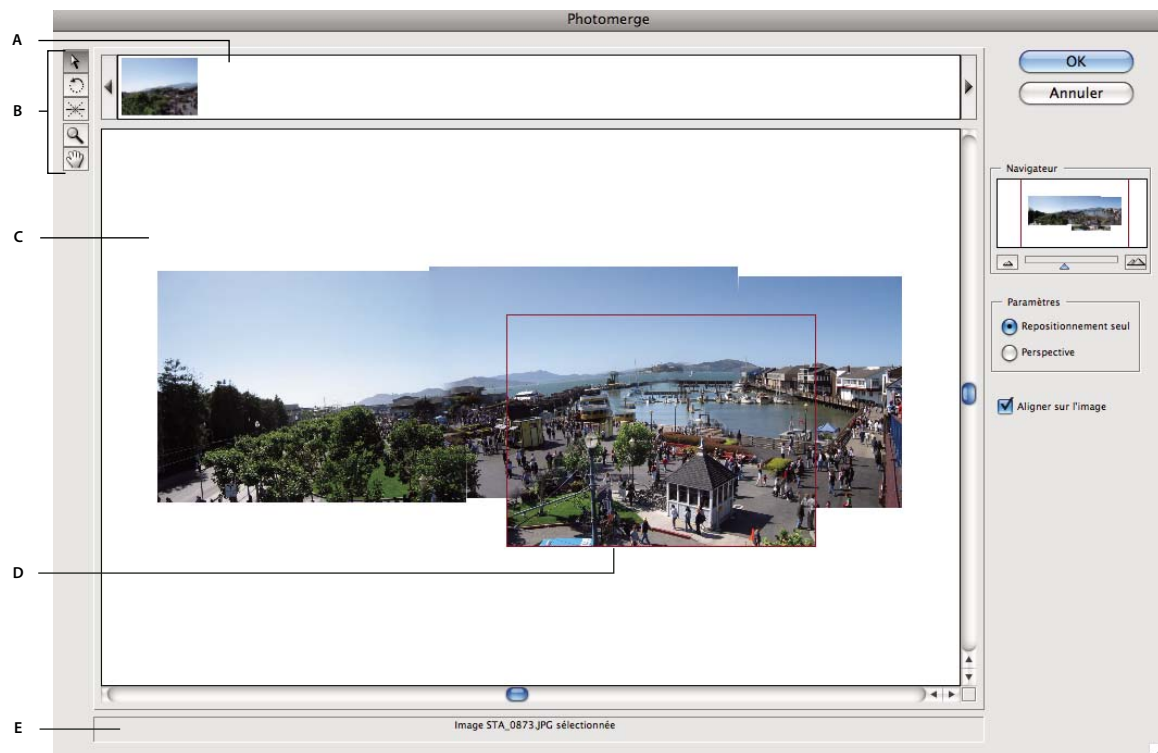 Photomerge
A
OK
B
Annuler
Navigateur
C
Paramètres
Repositionnement seul
Perspective
Aligner sur l'image
D
E
Image STA_0873.JPG sélectionnée